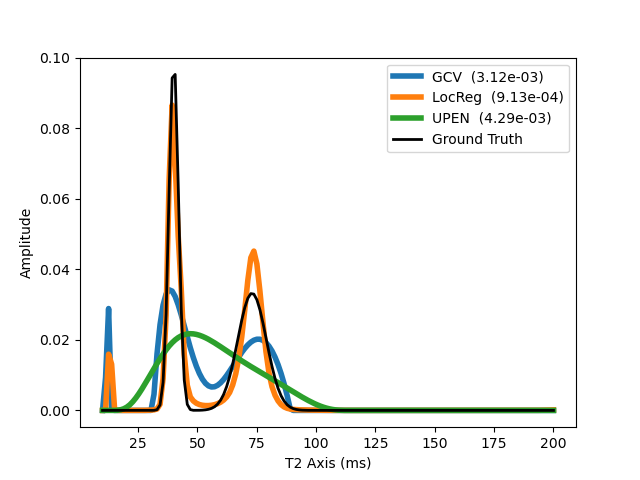 GCV (3.12e-03)
LocReg (9.13e-04)
UPEN (4.29e-03)
Ground Truth
Amplitude
0.10
0.08
0.06
0.04
0.02
0.00
25 50 75 100 125 150 175 200
T2 Axis (ms)